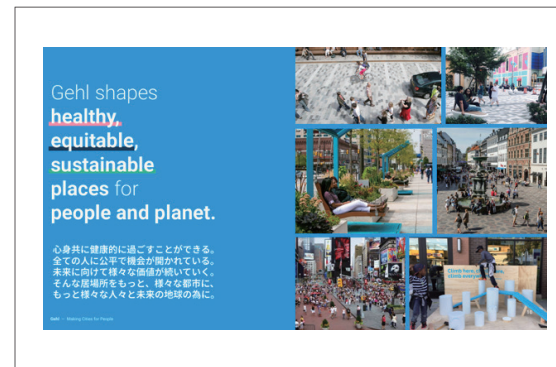 Gehl shapes
healthy,
equitable,
sustainable
places for
people and planet.
心身共に健康的に過ごすことができる。
全ての人に公平で機会が開かれている。
未来に向けて様々な価値が続いていく。
そんな居場所をもっと、様々な都市に、
もっと様々な人々と未来の地球の為に。
Gehl — Making Cities for People
Climb here,
climb everywhere